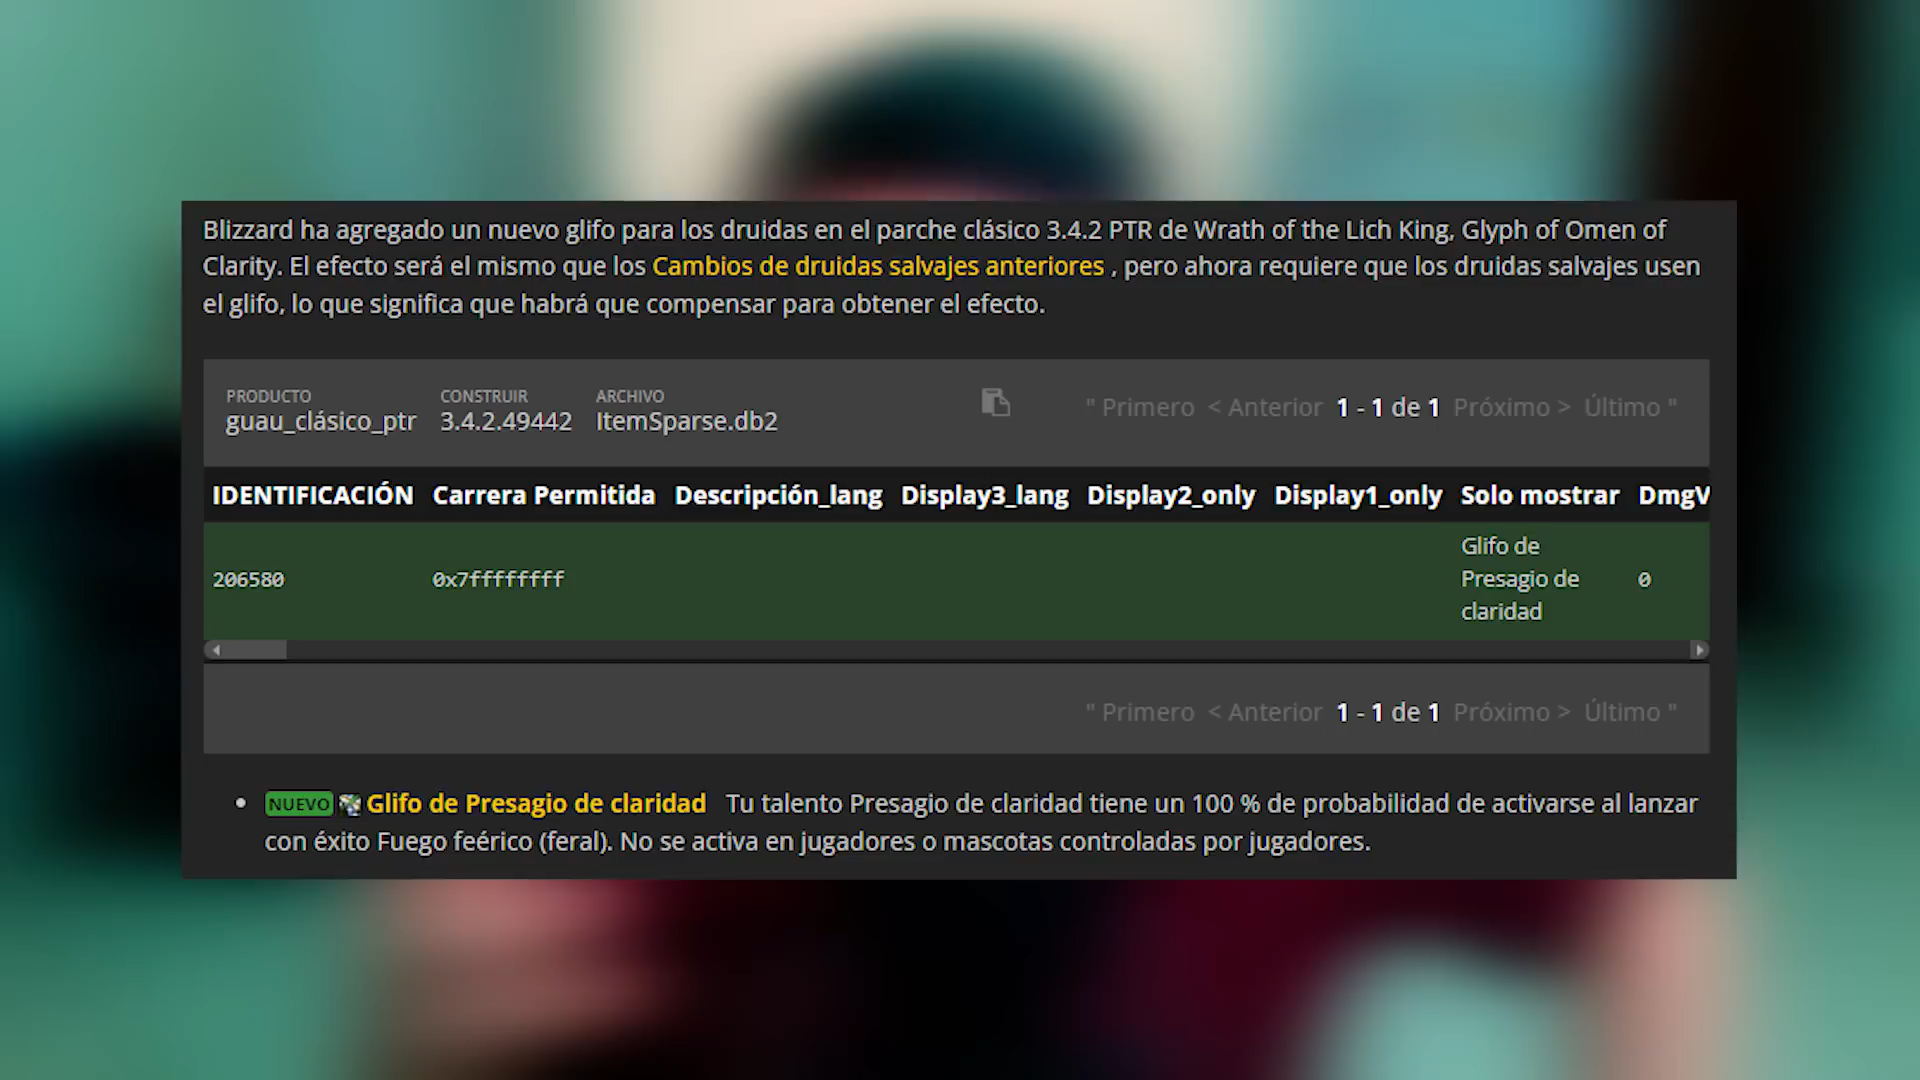 Blizzard ha agregado un nuevo glifo para los druidas en el parche clásico 3.4.2 PTR de Wrath of the Lich King, Glyph of Omen of
Clarity. El efecto será el mismo que los Cambios de druidas salvajes anteriores , pero ahora requiere que los druidas salvajes usen
el glifo, lo que significa que habrá que compensar para obtener el efecto.
PRODUCTO CONSTRUIR ARCHIVO
guau_clásico_ptr 3.4.2.49442 ItemSparse.db2
" Primero < Anterior 1 - 1 de 1 Próximo > Último "
IDENTIFICACIÓN Carrera Permitida Descripción_lang Display3_lang Display2_only Display1_only Solo mostrar DmgV
206580 0x7fffffffff Glifo de Presagio de claridad 0
" Primero < Anterior 1 - 1 de 1 Próximo > Último "
• NUEVO Glifo de Presagio de claridad Tu talento Presagio de claridad tiene un 100 % de probabilidad de activarse al lanzar
con éxito Fuego feérico (feral). No se activa en jugadores o mascotas controladas por jugadores.